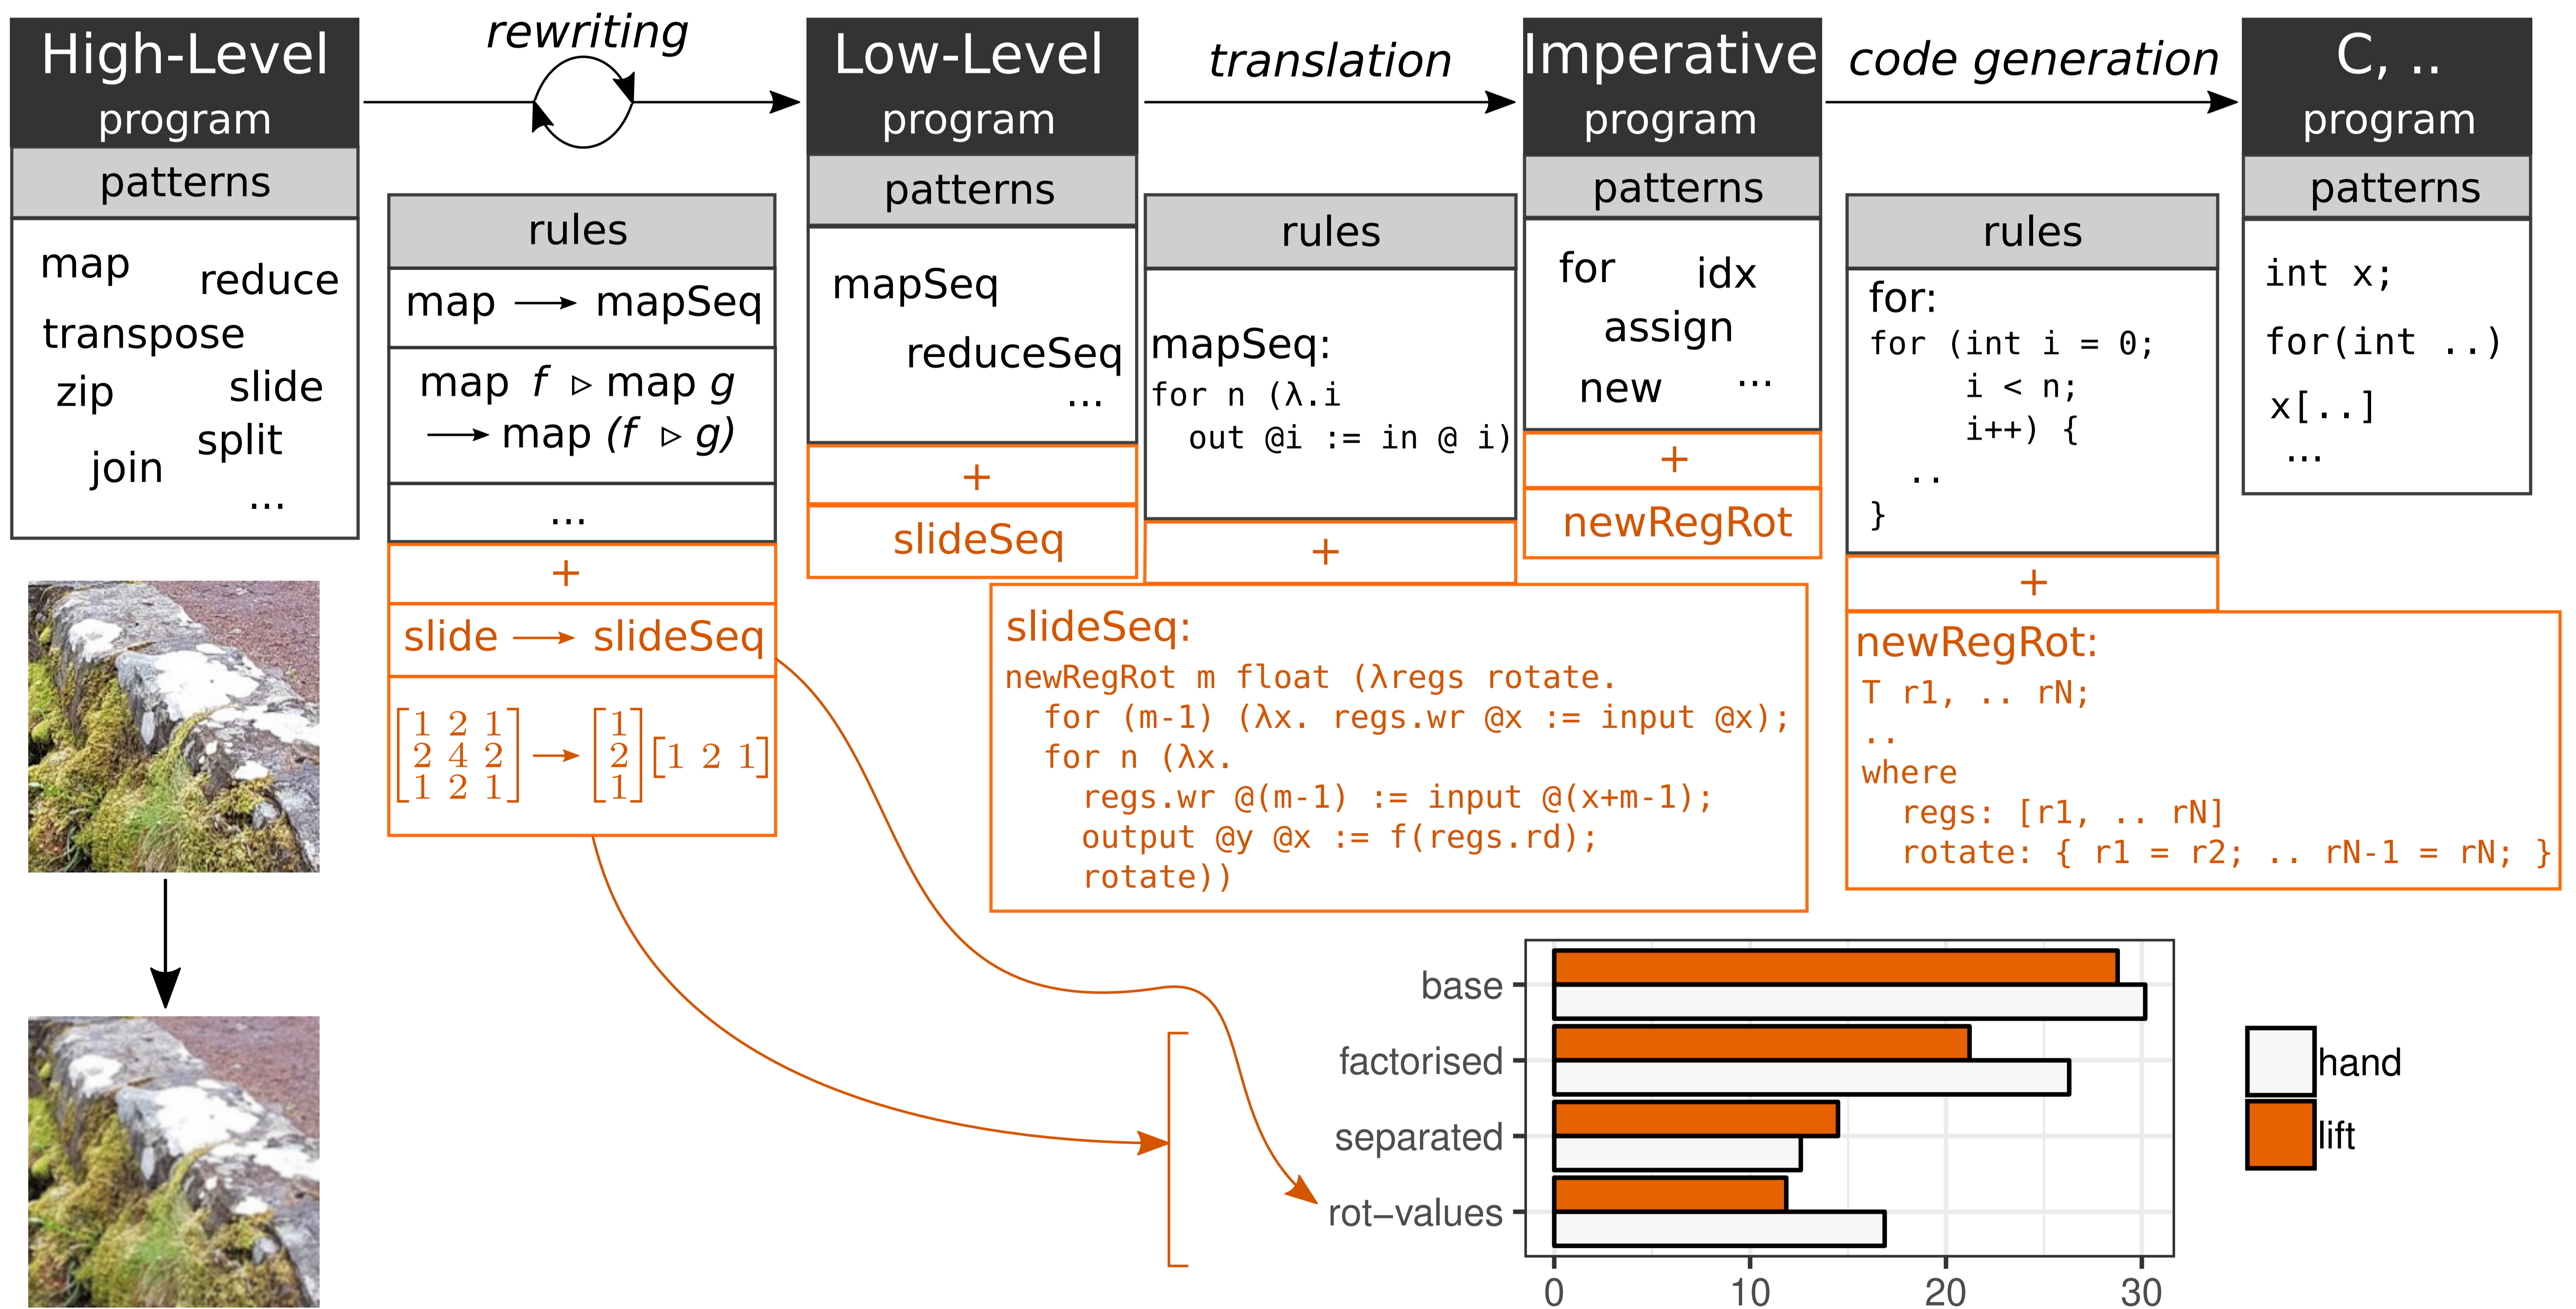 High-Level
program
patterns
map
reduce
transpose
zip
slide
split
join
...
rewriting
rules
map ⟶ mapSeq
map f ▷ map g
⟶ map (f ▷ g)
...
+
slide ⟶ slideSeq
[1 2 1] [1]
[2 4 2] ⟶ [2] [1 2 1]
[1 2 1] [1]
Low-Level
program
patterns
mapSeq
reduceSeq
...
+
slideSeq
translation
rules
mapSeq:
for n (λ.i
out @i := in @ i)
+
slideSeq:
newRegRot m float (λregs rotate.
for (m-1) (λx. regs.wr @x := input @x);
for n (λx.
regs.wr @(m-1) := input @(x+m-1);
output @y @x := f(regs.rd);
rotate))
Imperative
program
patterns
for idx
assign
new ...
+
newRegRot
code generation
rules
for:
for (int i = 0;
i < n;
i++) {
..
}
+
newRegRot:
T r1, .. rN;
..
where
regs: [r1, .. rN]
rotate: { r1 = r2; .. rN-1 = rN; }
C, ..
program
patterns
int x;
for(int ..)
x[..]
...
base
factorised
separated
rot−values
0 10 20 30
hand
lift